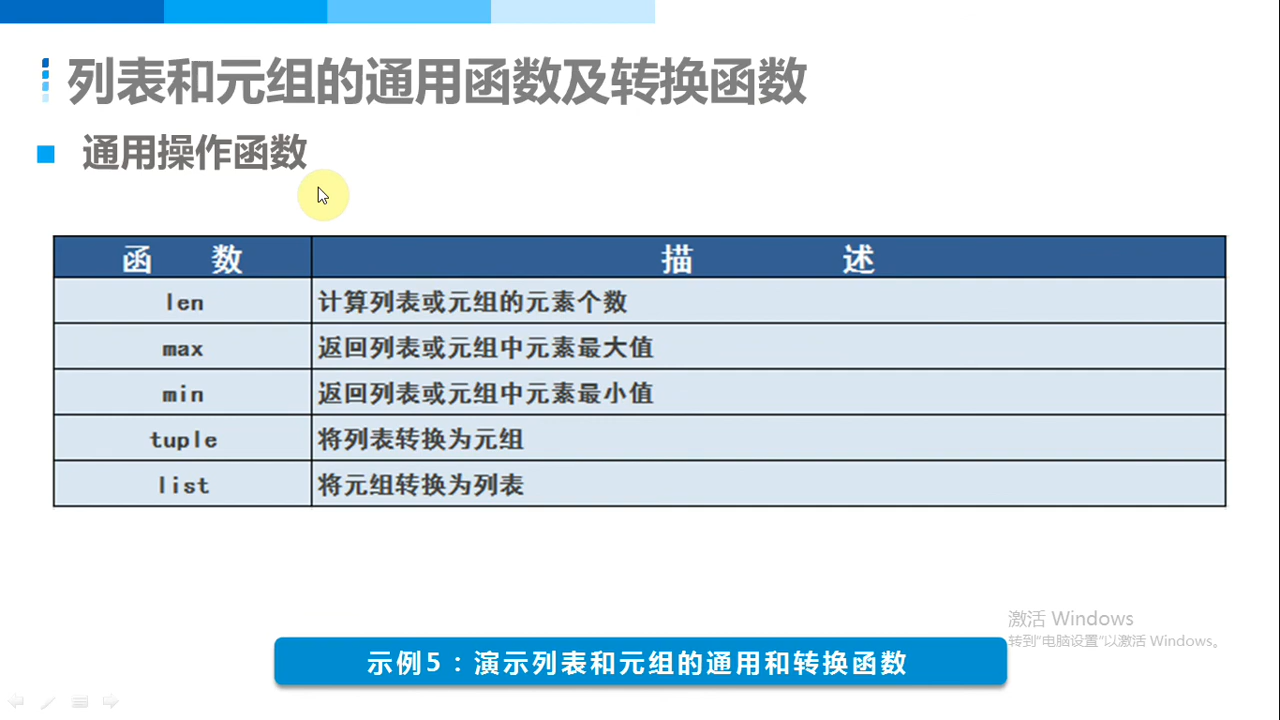 列表和元组的通用函数及转换函数
通用操作函数
函 数 描 述
len 计算列表或元组的元素个数
max 返回列表或元组中元素最大值
min 返回列表或元组中元素最小值
tuple 将列表转换为元组
list 将元组转换为列表
激活 Windows
转到“电脑设置”以激活 Windows。
示例5：演示列表和元组的通用和转换函数